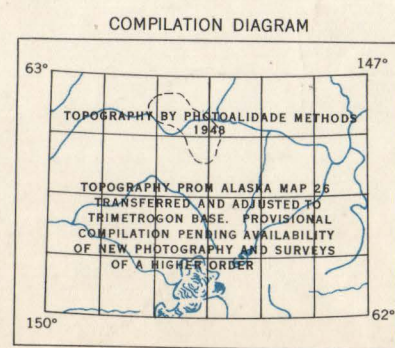 COMPILATION DIAGRAM
63° 147°
TOPOGRAPHY BY PHOTOALIDADE METHODS
1948
TOPOGRAPHY FROM ALASKA MAP 26
TRANSFERRED AND ADJUSTED TO
TRIMETROGON BASE. PROVISIONAL
COMPILATION PENDING AVAILABILITY
OF NEW PHOTOGRAPHY AND SURVEYS
OF A HIGHER ORDER
150° 62°